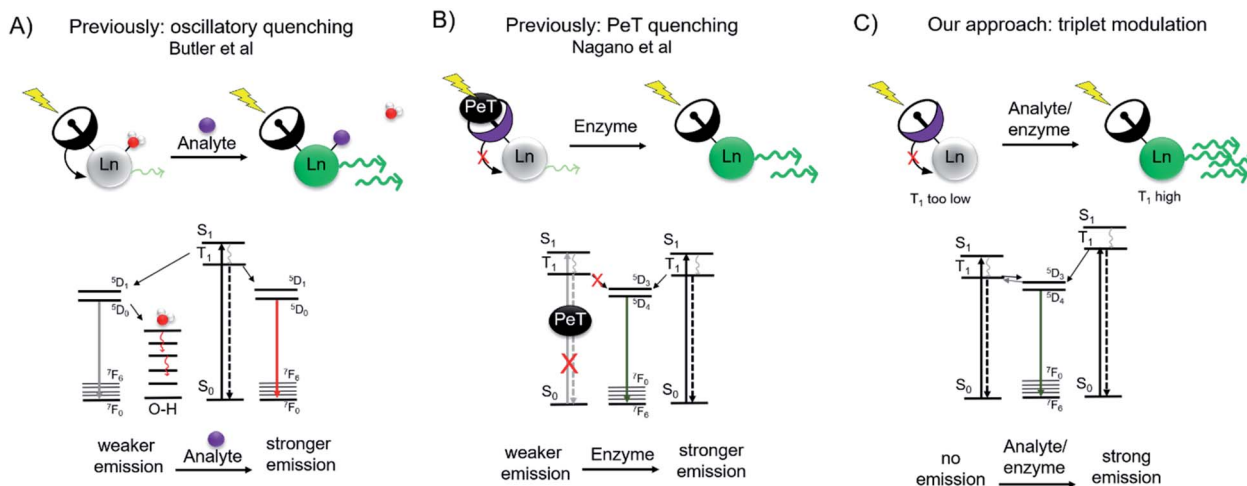 A)
Previously: oscillatory quenching
Butler et al
Analyte
Ln
Ln
S1
T1
5D1
5D0
5D1
5D0
7F6
7F0
O-H
S0
7F6
7F0
weaker
emission
Analyte
stronger
emission
B)
Previously: PeT quenching
Nagano et al
PeT
Enzyme
X
Ln
Ln
S1
T1
X
5D3
5D4
S1
T1
PeT
X
7F0
7F6
S0
S0
weaker
emission
Enzyme
stronger
emission
C)
Our approach: triplet modulation
Analyte/
enzyme
X
Ln
Ln
T1 too low
T1 high
S1
T1
S1
T1
5D3
5D4
7F0
7F6
S0
S0
no
emission
Analyte/
enzyme
strong
emission